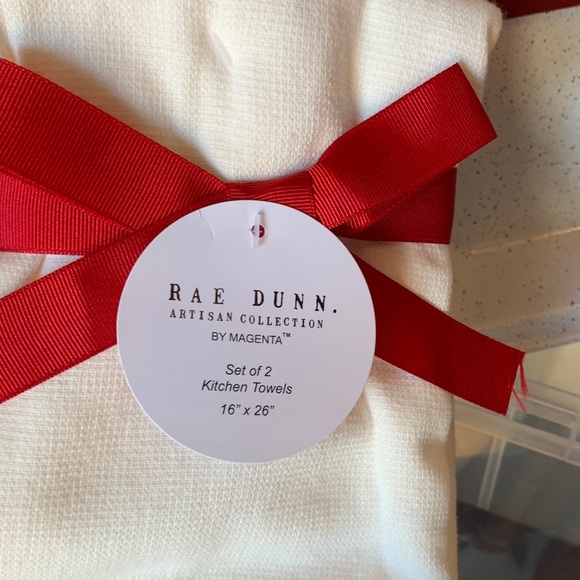 RAE DUNN.
ARTISAN COLLECTION
BY MAGENTA™
Set of 2
Kitchen Towels
16” x 26”